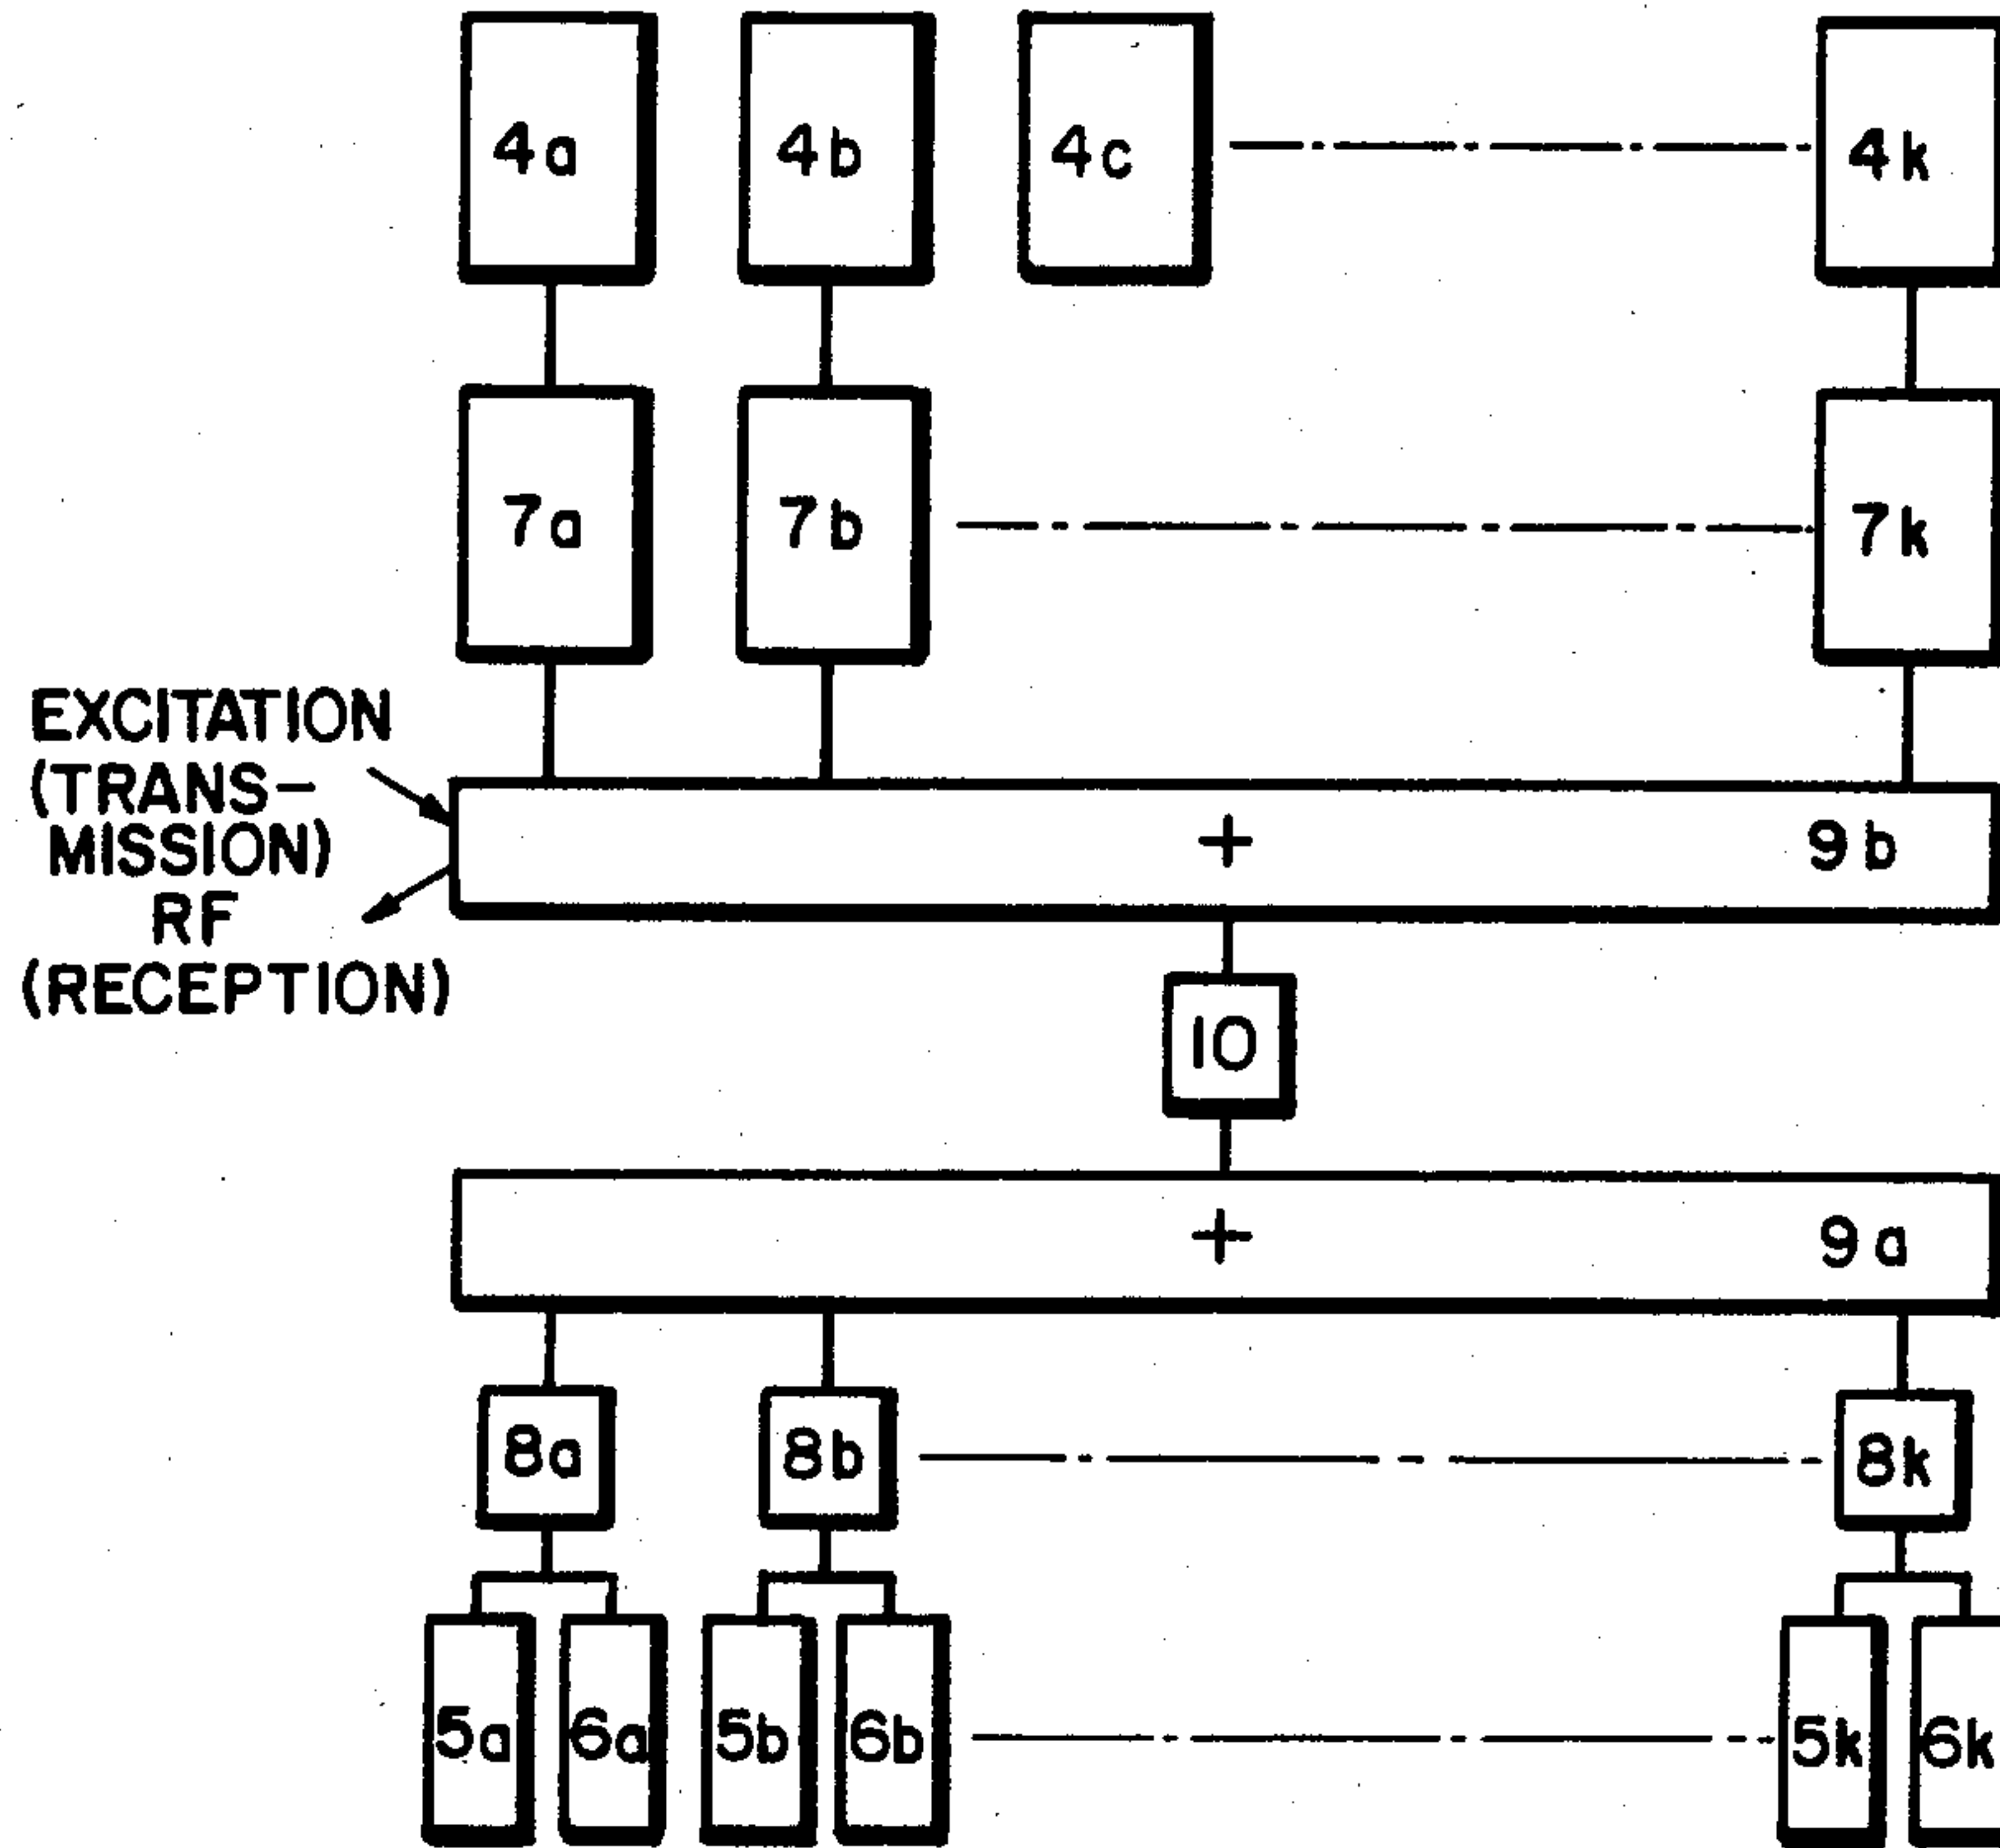 4a 4b 4c 4k
7a 7b 7k
EXCITATION
(TRANS-
MISSION)
RF
(RECEPTION)
+ 9b
10
+ 9a
8a 8b 8k
5a 6a 5b 6b 5k 6k